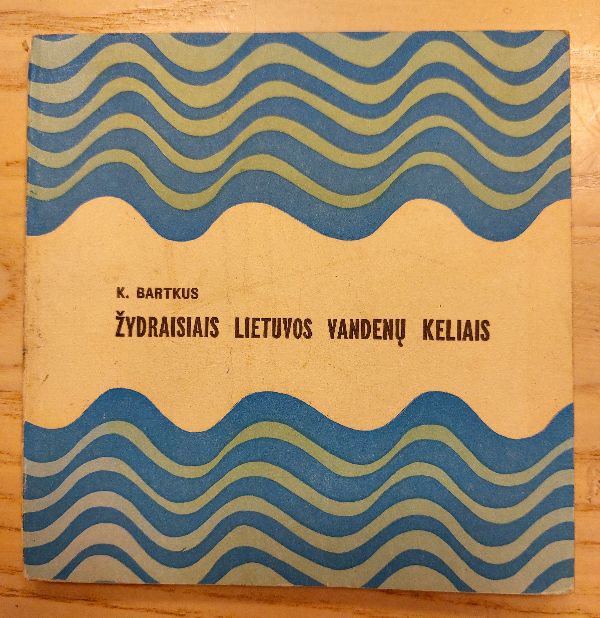 K. BARTKUS
ŽYDRAISIAIS LIETUVOS VANDENŲ KELIAIS